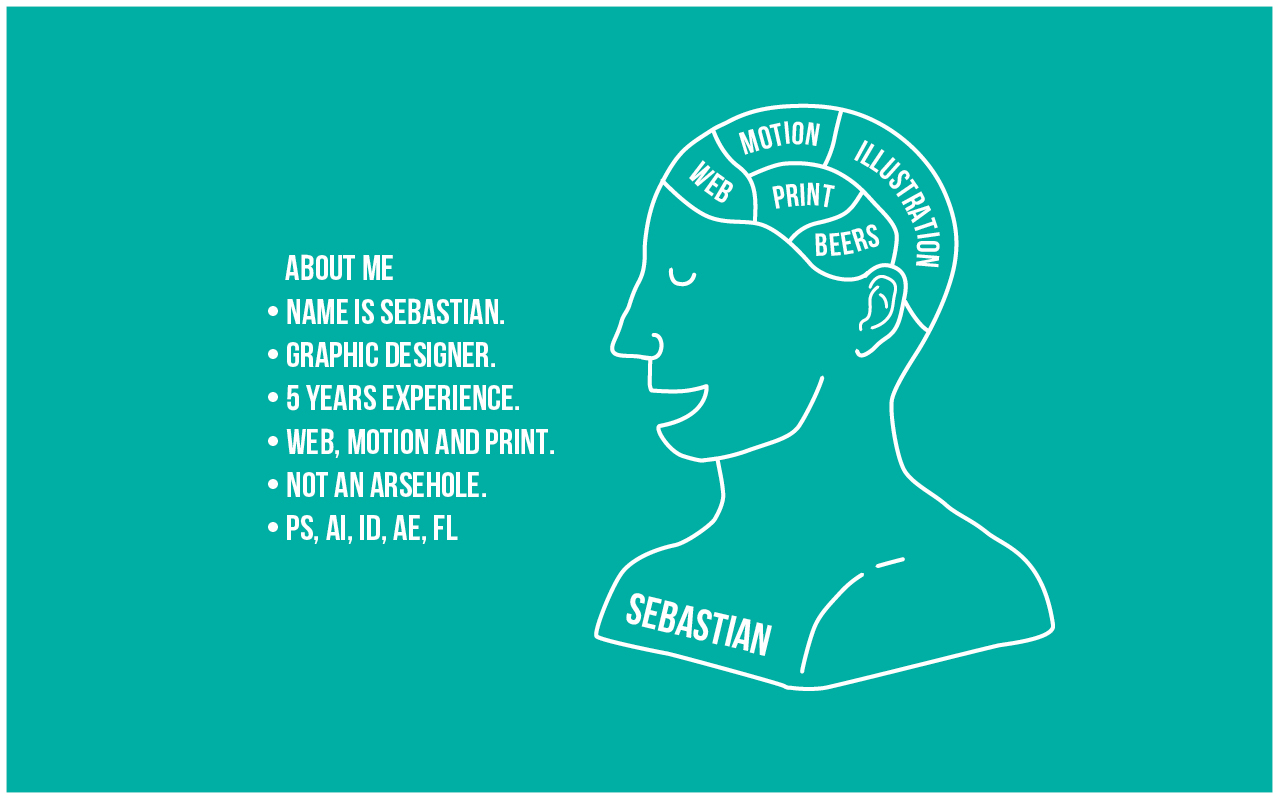 ABOUT ME
• NAME IS SEBASTIAN.
• GRAPHIC DESIGNER.
• 5 YEARS EXPERIENCE.
• WEB, MOTION AND PRINT.
• NOT AN ARSEHOLE.
• PS, AI, ID, AE, FL
WEB
MOTION
ILLUSTRATION
PRINT
BEERS
SEBASTIAN